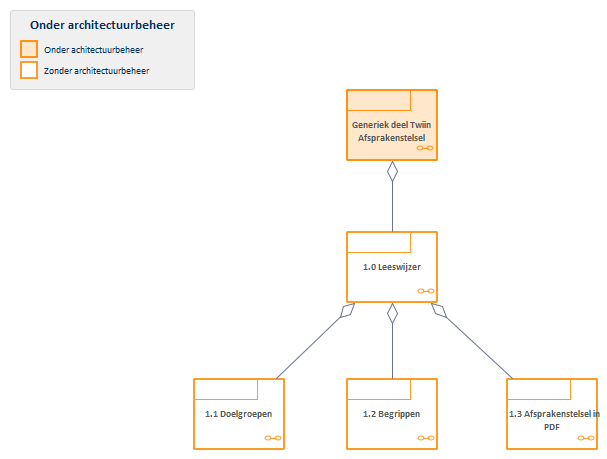 Onder architectuurbeheer
Onder achitectuurbeheer
Zonder architectuurbeheer
Generiek deel Twiin
Afsprakenstelsel
1.0 Leeswijzer
1.1 Doelgroepen
1.2 Begrippen
1.3 Afsprakenstelsel in
PDF